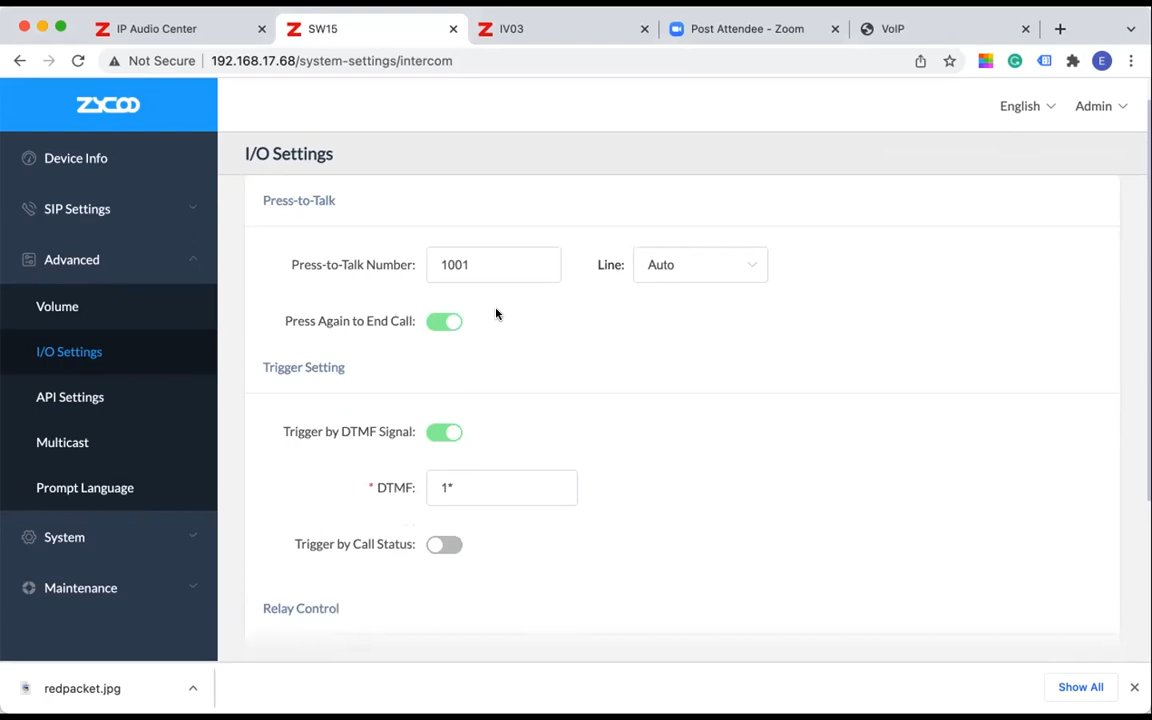 IP Audio Center
SW15
IV03
Post Attendee - Zoom
VoIP
Not Secure
192.168.17.68/system-settings/intercom
E
ZYCOO
English
Admin
Device Info
SIP Settings
Advanced
Volume
I/O Settings
API Settings
Multicast
Prompt Language
System
Maintenance
I/O Settings
Press-to-Talk
Press-to-Talk Number: 1001 Line: Auto
Press Again to End Call:
Trigger Setting
Trigger by DTMF Signal:
* DTMF: 1*
Trigger by Call Status:
Relay Control
redpacket.jpg
Show All